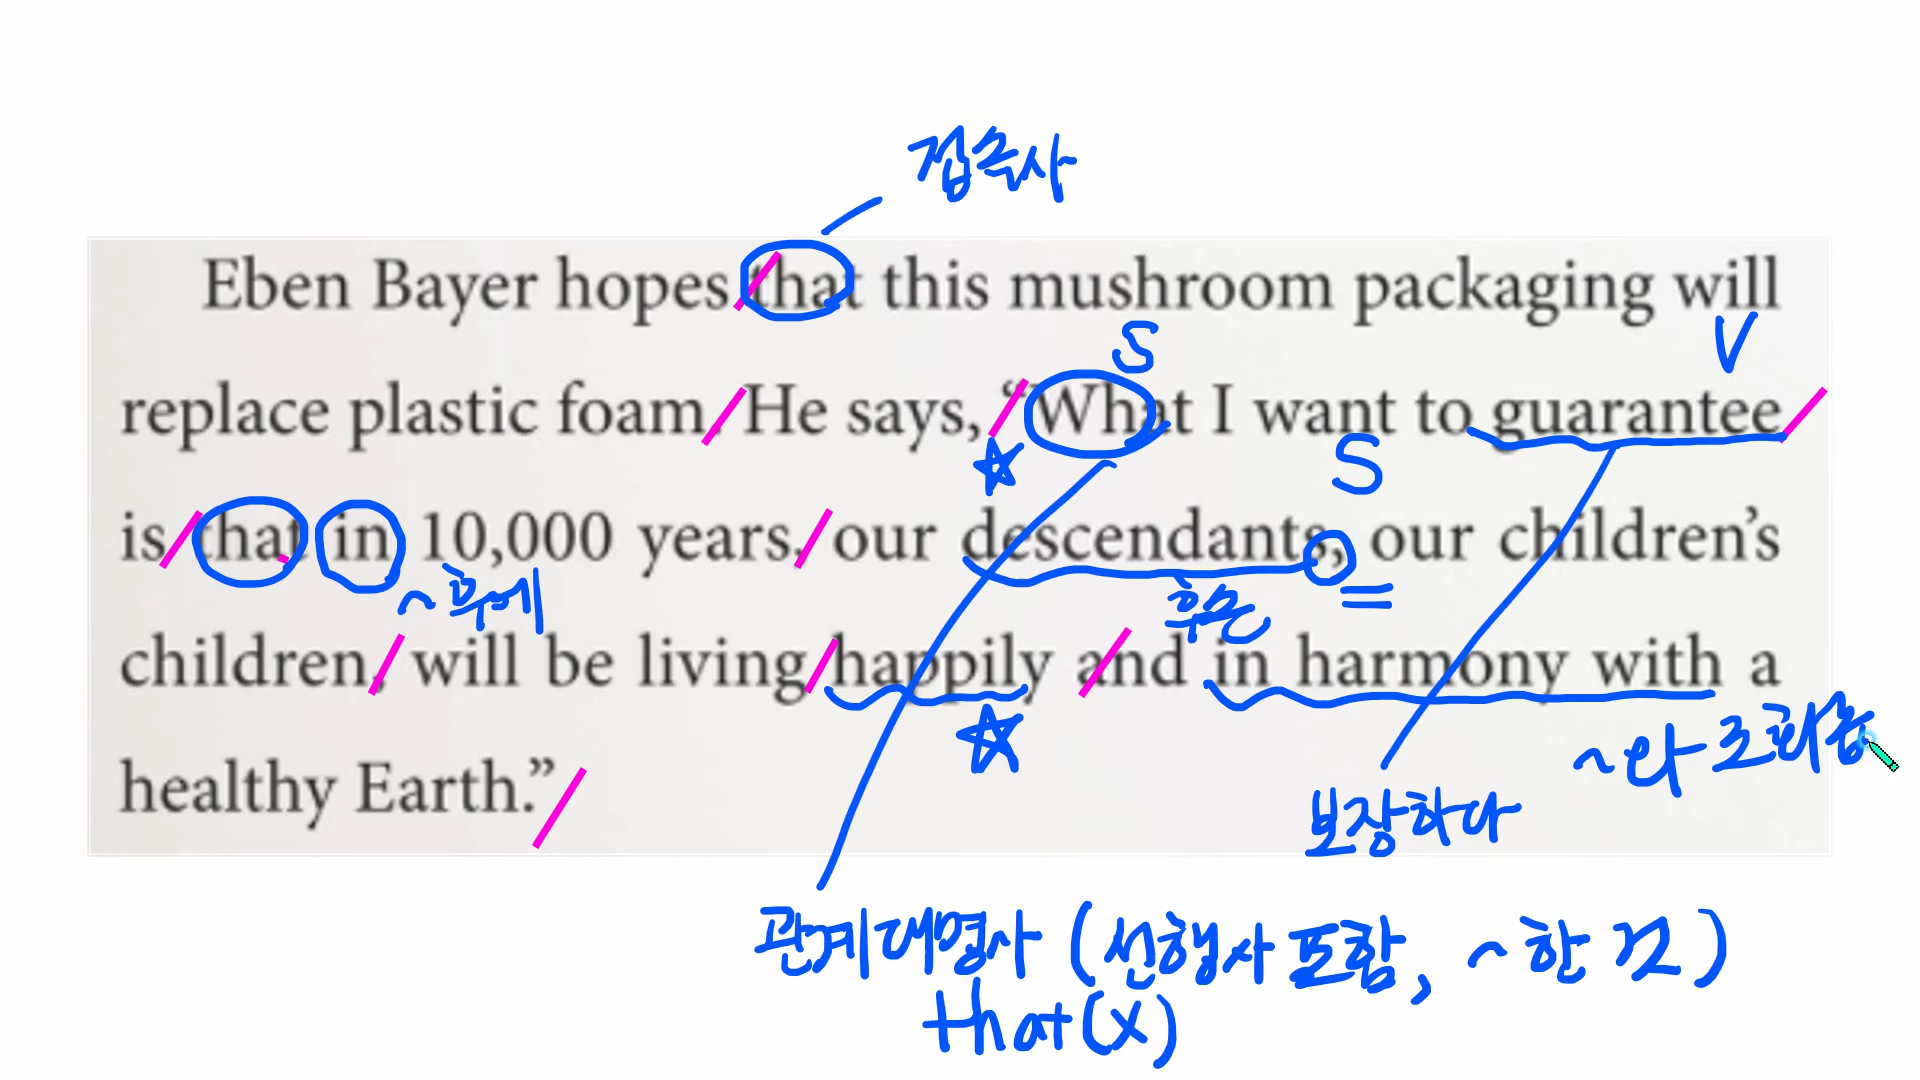 접속사
Eben Bayer hopes that this mushroom packaging will
S
V
replace plastic foam. He says, “What I want to guarantee
S
is that in 10,000 years, our descendants, our children’s
~후에
후손
=
children, will be living happily and in harmony with a
~와 조화롭
healthy Earth.”
보장하다
관계대명사 (선행사 포함, ~한 것)
that(x)